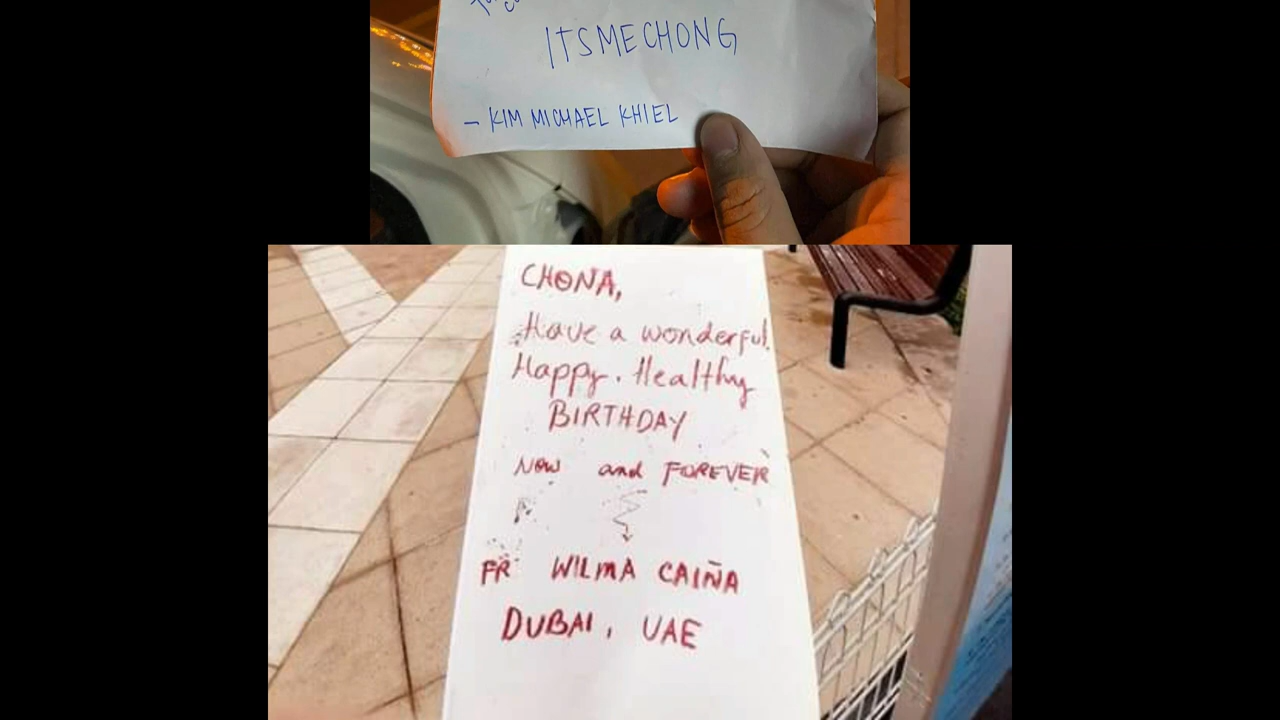 ITSMECHONG
- KIM MICHAEL KHIEL
CHONA,
Have a wonderful.
Happy. Healthy
BIRTHDAY
NOW and FOREVER
FR WILMA CAIÑA
DUBAI, UAE